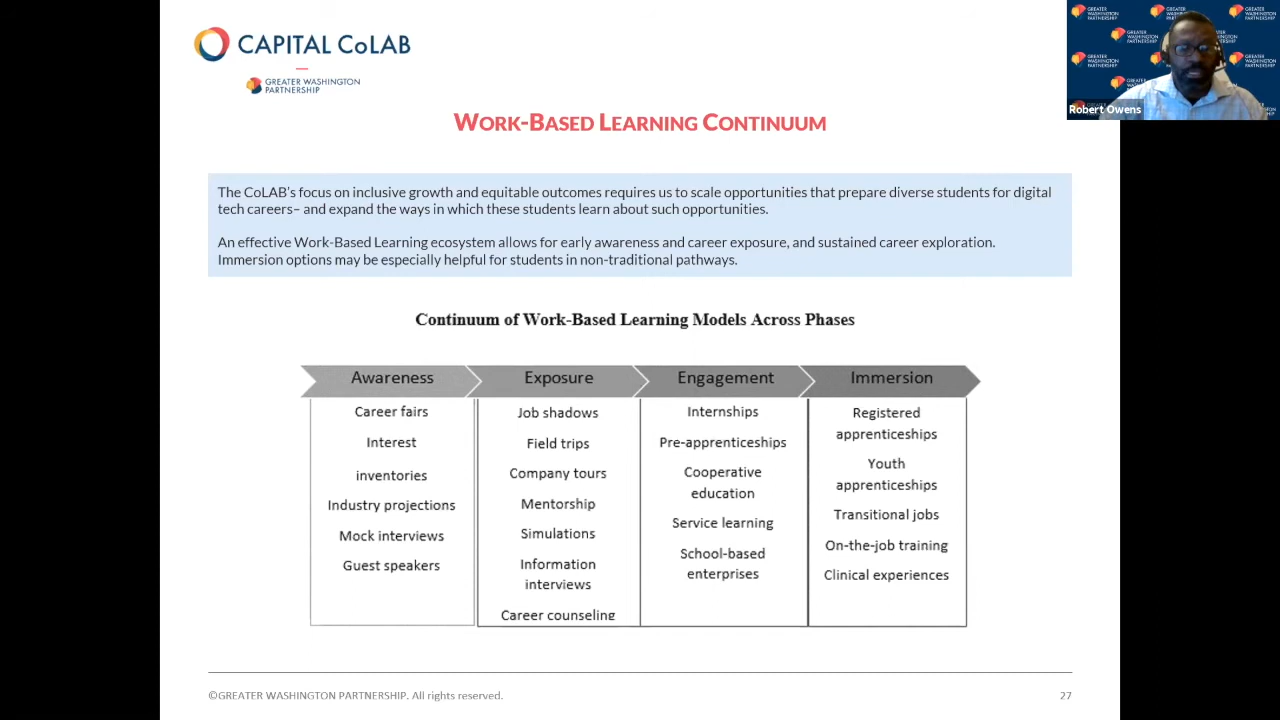 CAPITAL COLAB
GREATER WASHINGTON
PARTNERSHIP
Robert Owens
WORK-BASED LEARNING CONTINUUM
The CoLAB's focus on inclusive growth and equitable outcomes requires us to scale opportunities that prepare diverse students for digital
tech careers– and expand the ways in which these students learn about such opportunities.
An effective Work-Based Learning ecosystem allows for early awareness and career exposure, and sustained career exploration.
Immersion options may be especially helpful for students in non-traditional pathways.
Continuum of Work-Based Learning Models Across Phases
Awareness
Career fairs
Interest
inventories
Industry projections
Mock interviews
Guest speakers
Exposure
Job shadows
Field trips
Company tours
Mentorship
Simulations
Information
interviews
Career counseling
Engagement
Internships
Pre-apprenticeships
Cooperative
education
Service learning
School-based
enterprises
Immersion
Registered
apprenticeships
Youth
apprenticeships
Transitional jobs
On-the-job training
Clinical experiences
©GREATER WASHINGTON PARTNERSHIP. All rights reserved.
27